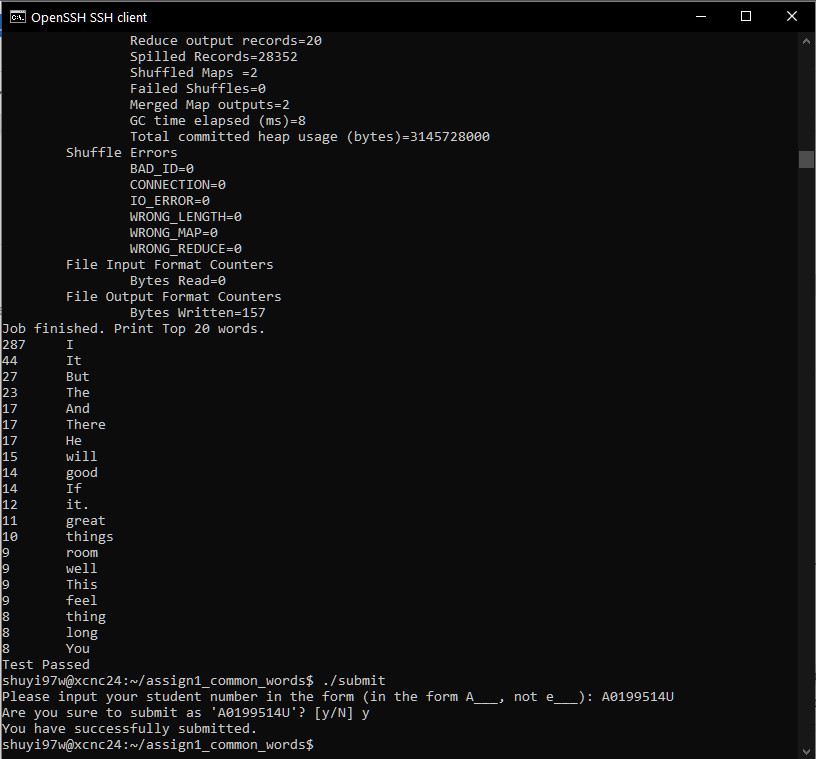 OpenSSH SSH client
Reduce output records=20
Spilled Records=28352
Shuffled Maps =2
Failed Shuffles=0
Merged Map outputs=2
GC time elapsed (ms)=8
Total committed heap usage (bytes)=3145728000
Shuffle Errors
BAD_ID=0
CONNECTION=0
IO_ERROR=0
WRONG_LENGTH=0
WRONG_MAP=0
WRONG_REDUCE=0
File Input Format Counters
Bytes Read=0
File Output Format Counters
Bytes Written=157
Job finished. Print Top 20 words.
287 I
44 It
27 But
23 The
17 And
17 There
17 He
15 will
14 good
14 If
12 it.
11 great
10 things
9 room
9 well
9 This
9 feel
8 thing
8 long
8 You
Test Passed
shuyi97w@xcnc24:~/assign1_common_words$ ./submit
Please input your student number in the form (in the form A___, not e___): A0199514U
Are you sure to submit as 'A0199514U'? [y/N] y
You have successfully submitted.
shuyi97w@xcnc24:~/assign1_common_words$